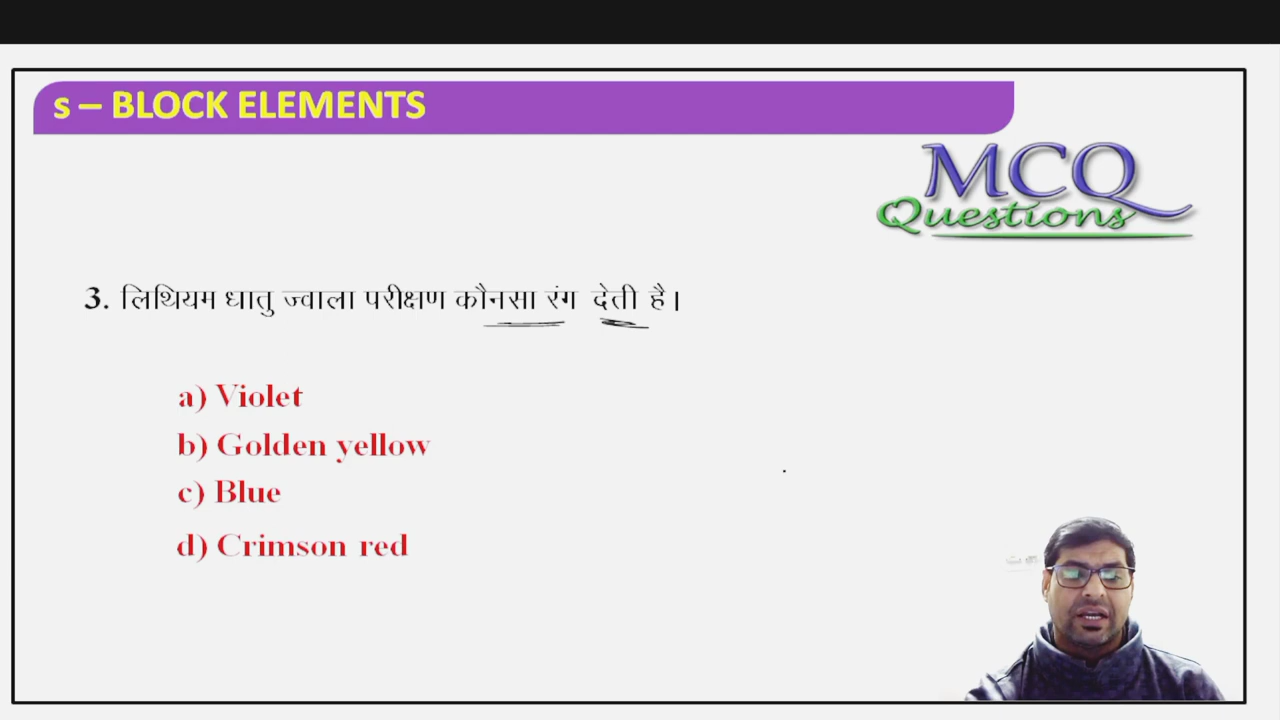 s – BLOCK ELEMENTS
MCQ
Questions
3. लिथियम धातु ज्वाला परीक्षण कौनसा रंग देती है।
a) Violet
b) Golden yellow
c) Blue
d) Crimson red